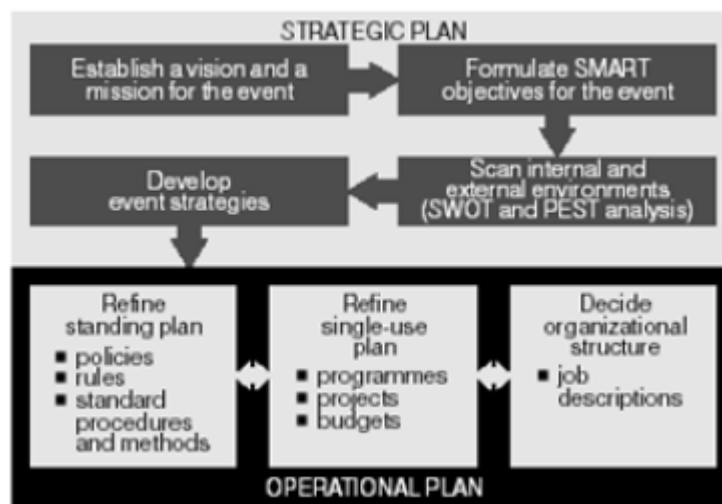 STRATEGIC PLAN
Establish a vision and a
mission for the event
Formulate SMART
objectives for the event
Develop
event strategies
Scan internal and
external environments
(SWOT and PEST analysis)
Refine
standing plan
■ policies
■ rules
■ standard
procedures
and methods
Refine
single-use
plan
■ programmes
■ projects
■ budgets
Decide
organizational
structure
■ job
descriptions
OPERATIONAL PLAN